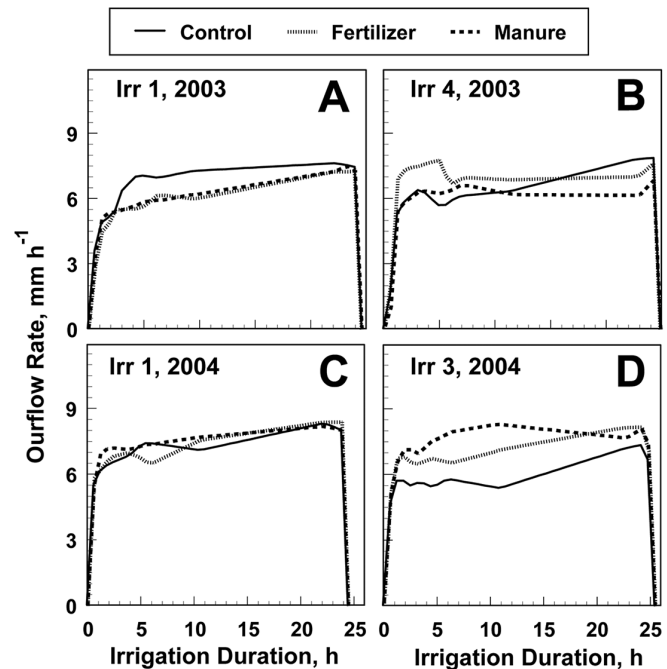 Control Fertilizer Manure
Irr 1, 2003 A
Irr 4, 2003 B
9
6
3
0
Irr 1, 2004 C
Irr 3, 2004 D
9
6
3
0
Ourflow Rate, mm h⁻¹
0 5 10 15 20 25 0 5 10 15 20 25
Irrigation Duration, h Irrigation Duration, h